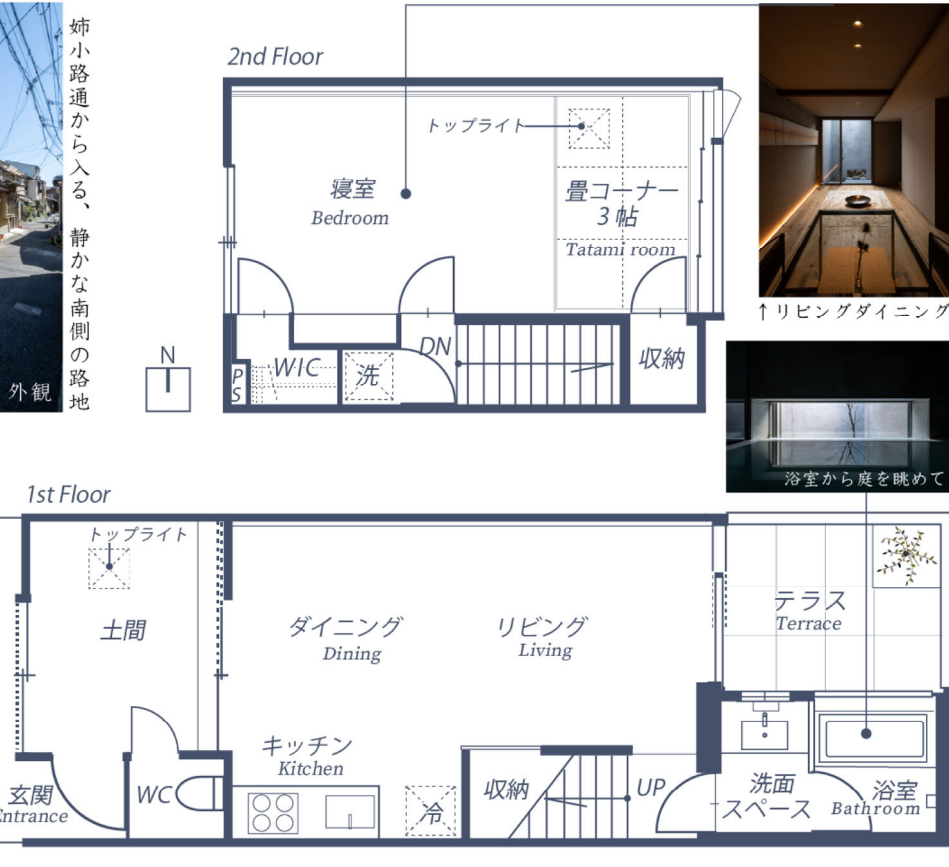 姉小路通から入る、静かな南側の路地
外観
2nd Floor
トップライト
寝室
Bedroom
畳コーナー
3帖
Tatami room
WIC
PS
洗
DN
収納
N
↑リビングダイニング
浴室から庭を眺めて
1st Floor
トップライト
土間
ダイニング
Dining
リビング
Living
テラス
Terrace
キッチン
Kitchen
冷
収納
UP
洗面
スペース
浴室
Bathroom
WC
玄関
Entrance